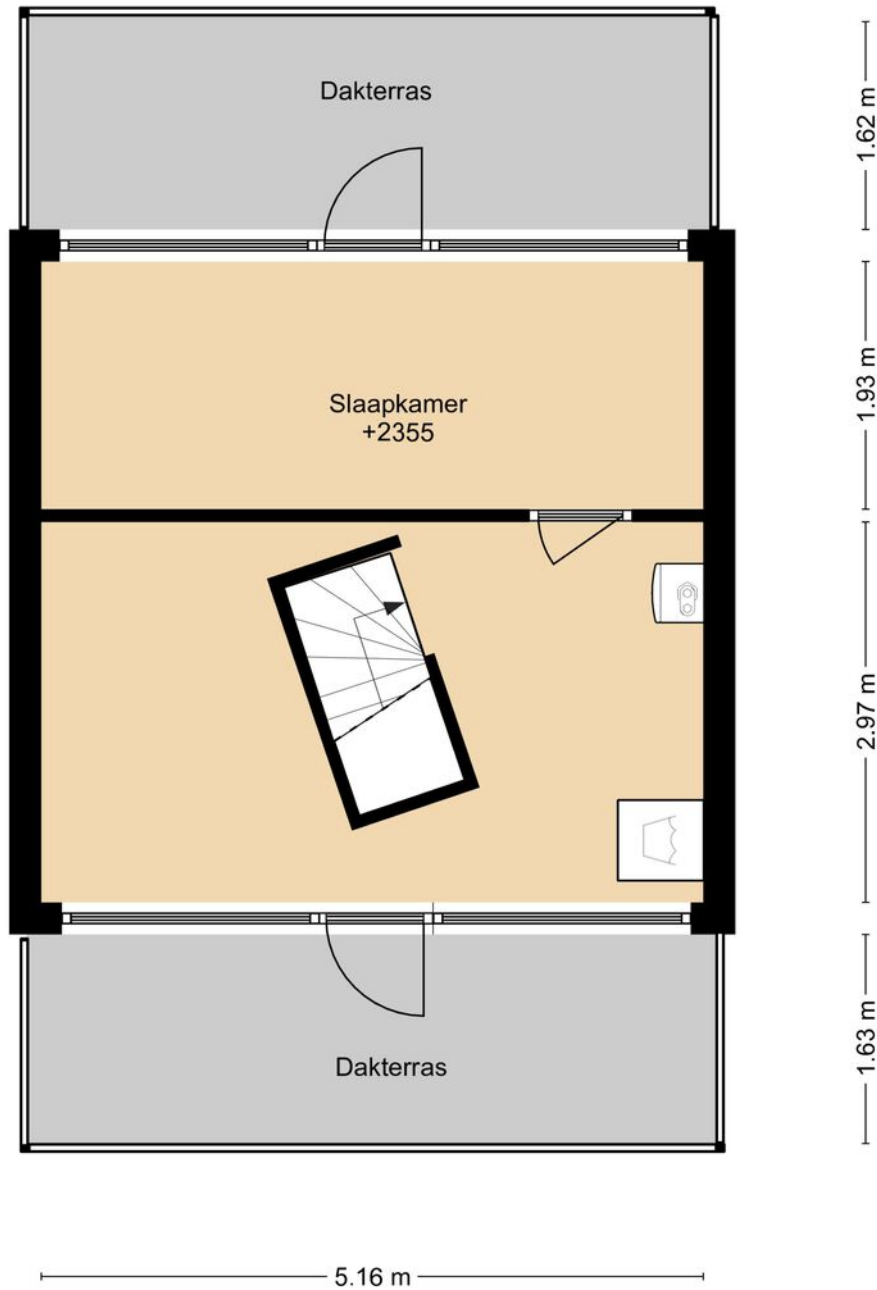 Dakterras
1.62 m
1.93 m
Slaapkamer
+2355
2.97 m
1.63 m
Dakterras
5.16 m